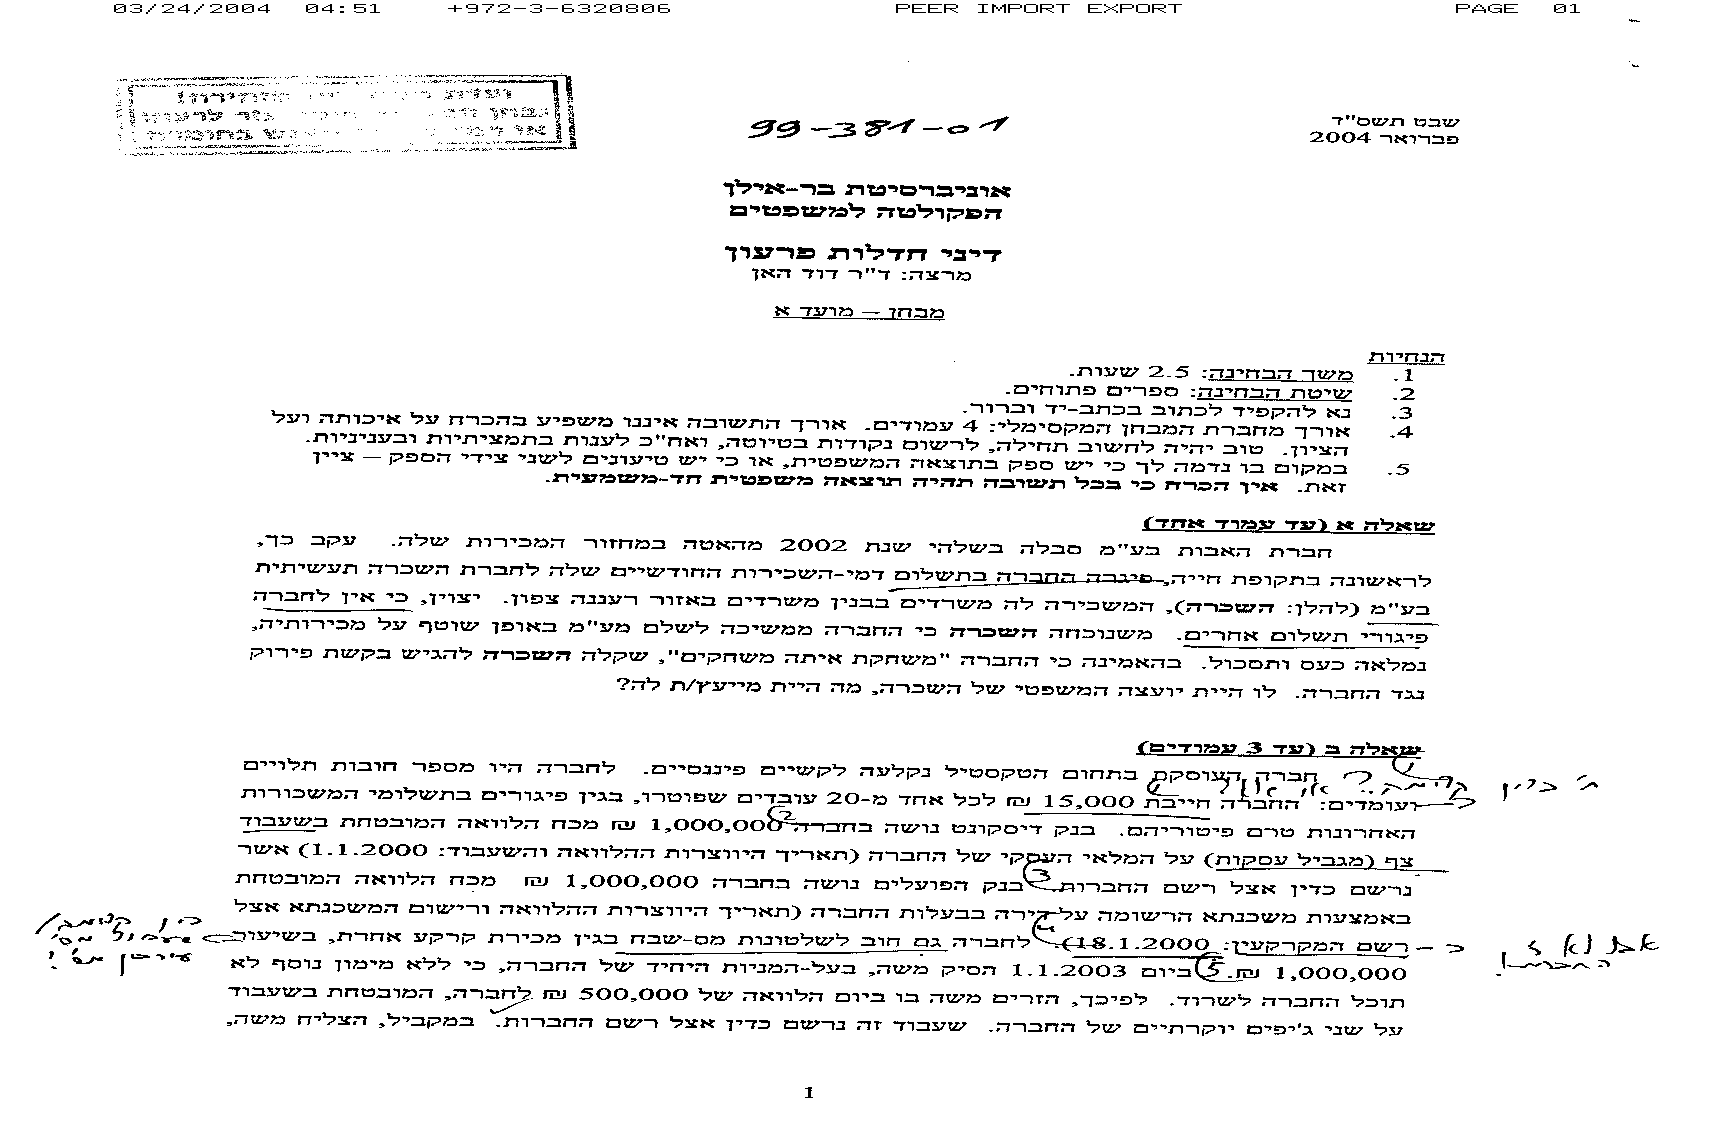 03/24/2004 04:51 +972-3-6320806 PEER IMPORT EXPORT PAGE 01
99-381-01
שבט תשס"ד
פברואר 2004
אוניברסיטת בר-אילן
הפקולטה למשפטים
דיני חדלות פרעון
מרצה: ד"ר דוד האן
מבחן – מועד א
הנחיות
1. משך הבחינה: 2.5 שעות.
2. שיטת הבחינה: ספרים פתוחים.
3. נא להקפיד לכתוב בכתב-יד וברור.
4. אורך מחברת המבחן המקסימלי: 4 עמודים. אורך התשובה איננו משפיע בהכרח על איכותה ועל
הציון. טוב יהיה לחשוב תחילה, לרשום נקודות בטיוטה, ואח"כ לענות בתמציתיות ובעניניות.
5. במקום בו נדמה לך כי יש ספק בתוצאה המשפטית, או כי יש טיעונים לשני צידי הספק – ציין
זאת. אין הכרח כי בכל תשובה תהיה תוצאה משפטית חד-משמעית.
שאלה א (עד עמוד אחד)
חברת האבות בע"מ סבלה בשלהי שנת 2002 מהאטה במחזור המכירות שלה. עקב כך,
לראשונה בתקופת חייה, פיגבה החברה בתשלום דמי-השכירות החודשיים שלה לחברת השכרה תעשיתית
בע"מ (להלן: השכרה), המשכירה לה משרדים בבנין משרדים באזור רעננה צפון. יצוין, כי אין לחברה
פיגורי תשלום אחרים. משנוכחה השכרה כי החברה ממשיכה לשלם מע"מ באופן שוטף על מכירותיה,
נמלאה כעס ותסכול. בהאמינה כי החברה "משחקת איתה משחקים", שקלה השכרה להגיש בקשת פירוק
נגד החברה. לו היית יועצה המשפטי של השכרה, מה היית מייעץ/ת לה?
שאלה ב (עד 3 עמודים)
חברה העוסקת בתחום הטקסטיל נקלעה לקשיים פיננסיים. לחברה היו מספר חובות תלויים
ועומדים: החברה חייבת 15,000 ₪ לכל אחד מ-20 עובדים שפוטרו, בגין פיגורים בתשלומי המשכורות
האחרונות טרם פיטוריהם. בנק דיסקונט נושה בחברה 1,000,000 ₪ מכח הלוואה המובטחת בשעבוד
צף (מגביל עסקות) על המלאי העסקי של החברה (תאריך היווצרות ההלוואה והשעבוד: 1.1.2000) אשר
נרשם כדין אצל רשם החברות. בנק הפועלים נושה בחברה 1,000,000 ₪ מכח הלוואה המובטחת
באמצעות משכנתא הרשומה על דירה בבעלות החברה (תאריך היווצרות ההלוואה ורישום המשכנתא אצל
רשם המקרקעין: 18.1.2000) לחברה גם חוב לשלטונות מס-שבח בגין מכירת קרקע אחרת, בשיעור
1,000,000 ₪. ביום 1.1.2003 הסיק משה, בעל-המניות היחיד של החברה, כי ללא מימון נוסף לא
תוכל החברה לשרוד. לפיכך, הזרים משה בו ביום הלוואה של 500,000 ₪ לחברה, המובטחת בשעבוד
על שני ג'יפים יוקרתיים של החברה. שעבוד זה נרשם כדין אצל רשם החברות. במקביל, הצליח משה,
1